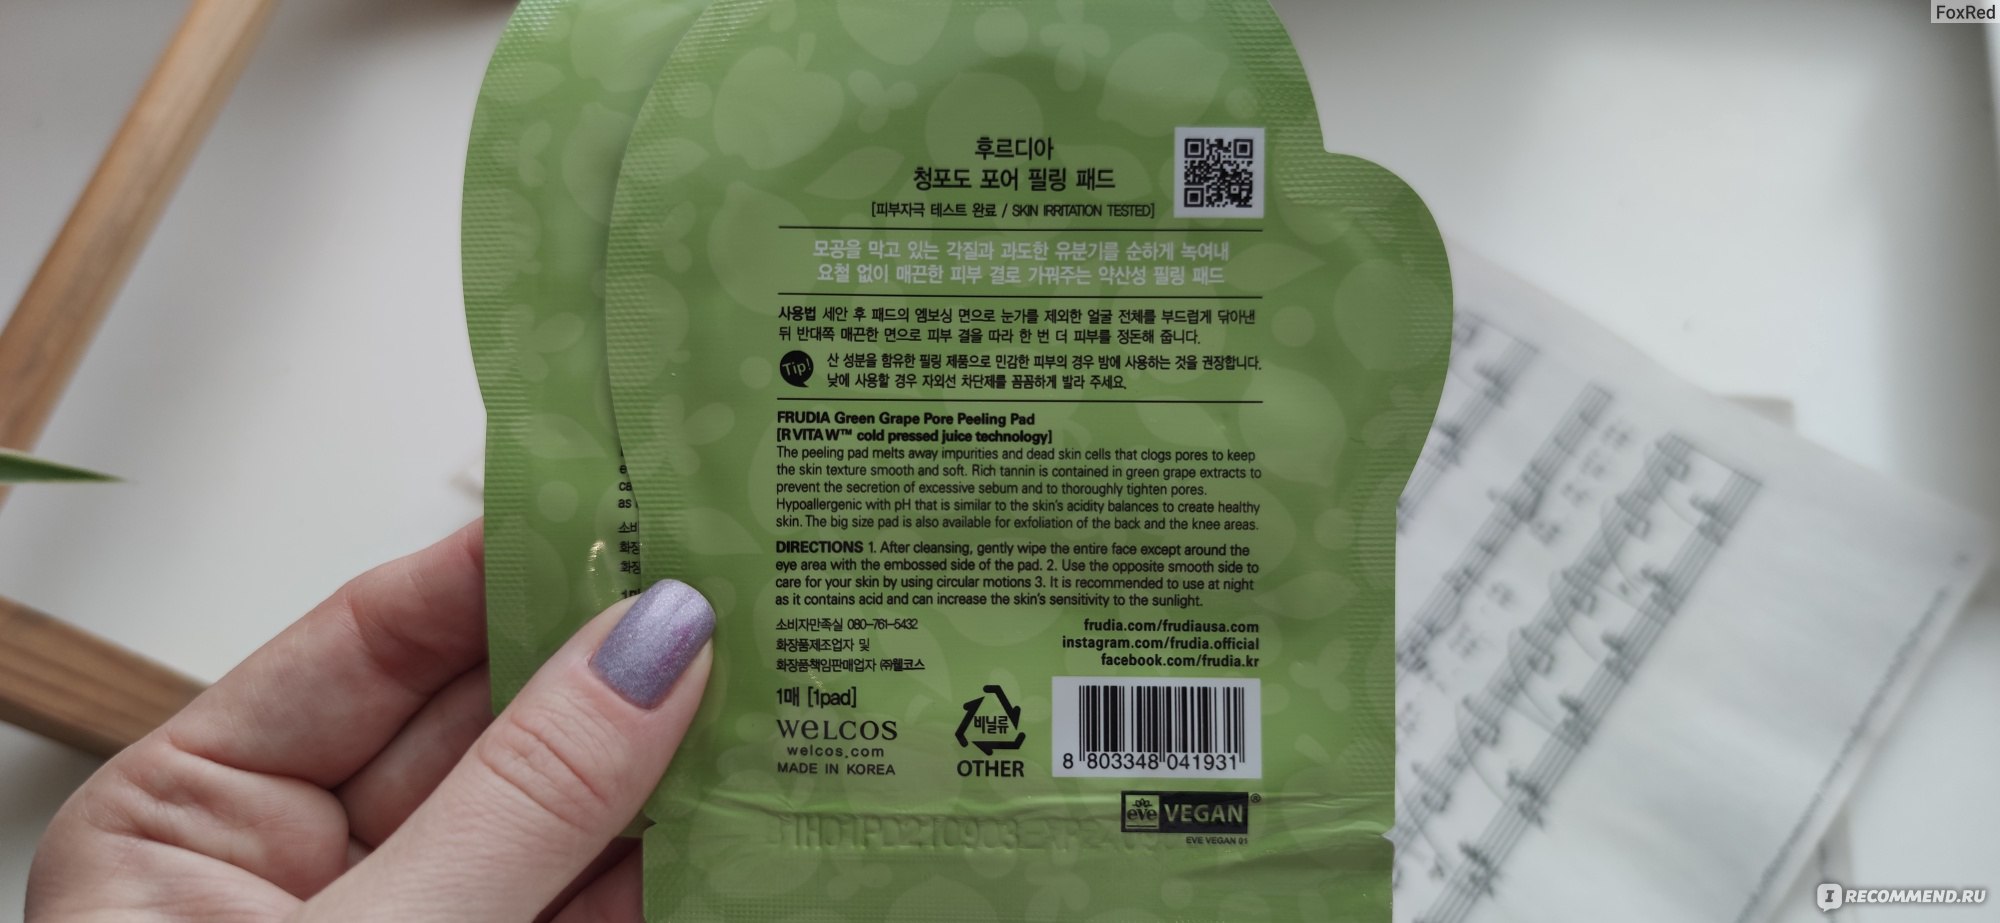 FoxRed
후르디아
청포도 포어 필링 패드
[피부자극 테스트 완료 / SKIN IRRITATION TESTED]
모공을 막고 있는 각질과 과도한 유분기를 순하게 녹여내
요철 없이 매끈한 피부 결로 가꿔주는 약산성 필링 패드
사용법 세안 후 패드의 엠보싱 면으로 눈가를 제외한 얼굴 전체를 부드럽게 닦아낸
뒤 반대쪽 매끈한 면으로 피부 결을 따라 한 번 더 피부를 정돈해 줍니다.
Tip!
산 성분을 함유한 필링 제품으로 민감한 피부의 경우 밤에 사용하는 것을 권장합니다.
낮에 사용할 경우 자외선 차단제를 꼼꼼하게 발라 주세요.
FRUDIA Green Grape Pore Peeling Pad
[RVITA W™ cold pressed juice technology]
The peeling pad melts away impurities and dead skin cells that clogs pores to keep
the skin texture smooth and soft. Rich tannin is contained in green grape extracts to
prevent the secretion of excessive sebum and to thoroughly tighten pores.
Hypoallergenic with pH that is similar to the skin's acidity balances to create healthy
skin. The big size pad is also available for exfoliation of the back and the knee areas.
DIRECTIONS 1. After cleansing, gently wipe the entire face except around the
eye area with the embossed side of the pad. 2. Use the opposite smooth side to
care for your skin by using circular motions 3. It is recommended to use at night
as it contains acid and can increase the skin's sensitivity to the sunlight.
소비자만족실 080-761-5432
화장품제조업자 및
화장품책임판매업자 ㈜웰코스
frudia.com/frudiausa.com
instagram.com/frudia.official
facebook.com/frudia.kr
1매 [1pad]
WeLCOS
welcos.com
MADE IN KOREA
비닐류
OTHER
8 803348 041931
eve VEGAN®
EVE VEGAN 01
ca
as
소비
화장
화장
I RECOMMEND.RU